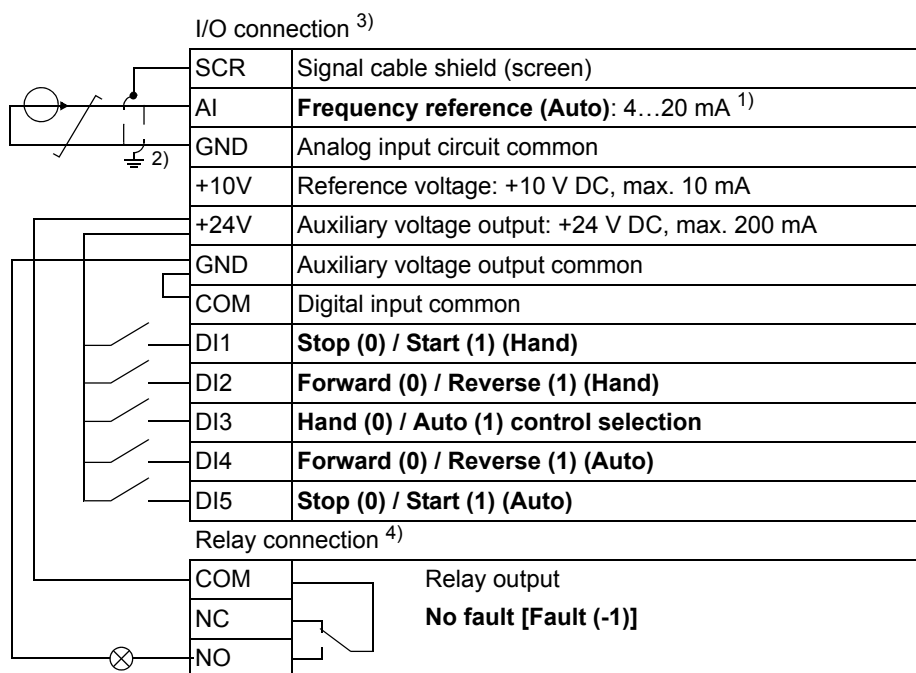 I/O connection 3)
SCR Signal cable shield (screen)
AI Frequency reference (Auto): 4…20 mA 1)
GND Analog input circuit common
2)
+10V Reference voltage: +10 V DC, max. 10 mA
+24V Auxiliary voltage output: +24 V DC, max. 200 mA
GND Auxiliary voltage output common
COM Digital input common
DI1 Stop (0) / Start (1) (Hand)
DI2 Forward (0) / Reverse (1) (Hand)
DI3 Hand (0) / Auto (1) control selection
DI4 Forward (0) / Reverse (1) (Auto)
DI5 Stop (0) / Start (1) (Auto)
Relay connection 4)
COM Relay output
NC No fault [Fault (-1)]
NO